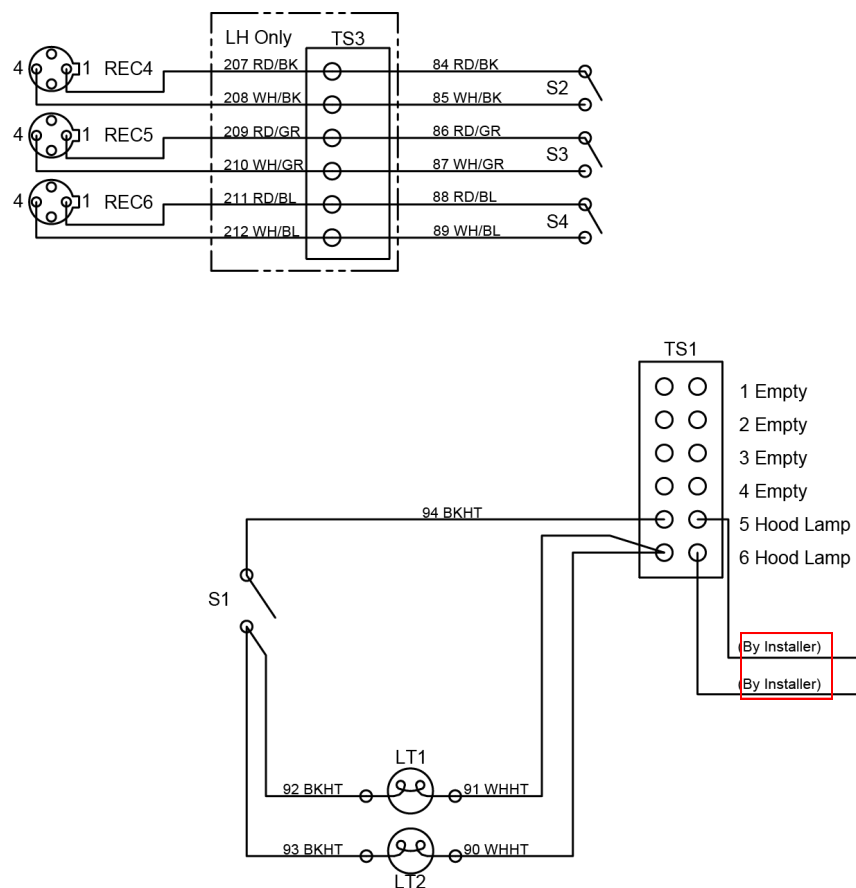 LH Only TS3
4 1 REC4 207 RD/BK 84 RD/BK
S2
208 WH/BK 85 WH/BK
4 1 REC5 209 RD/GR 86 RD/GR
S3
210 WH/GR 87 WH/GR
4 1 REC6 211 RD/BL 88 RD/BL
S4
212 WH/BL 89 WH/BL
TS1
1 Empty
2 Empty
3 Empty
4 Empty
94 BKHT 5 Hood Lamp
6 Hood Lamp
S1
(By Installer)
(By Installer)
LT1
92 BKHT 91 WHHT
93 BKHT 90 WHHT
LT2